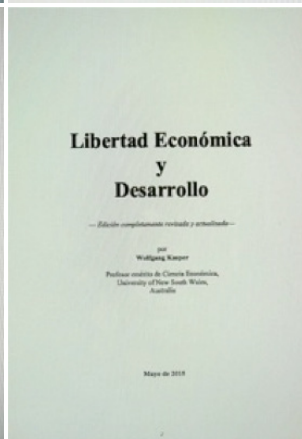 Libertad Económica
y
Desarrollo
— Edición completamente revisada y actualizada—
por
Wolfgang Kasper
Profesor emérito de Ciencia Económica,
University of New South Wales,
Australia
Mayo de 2015